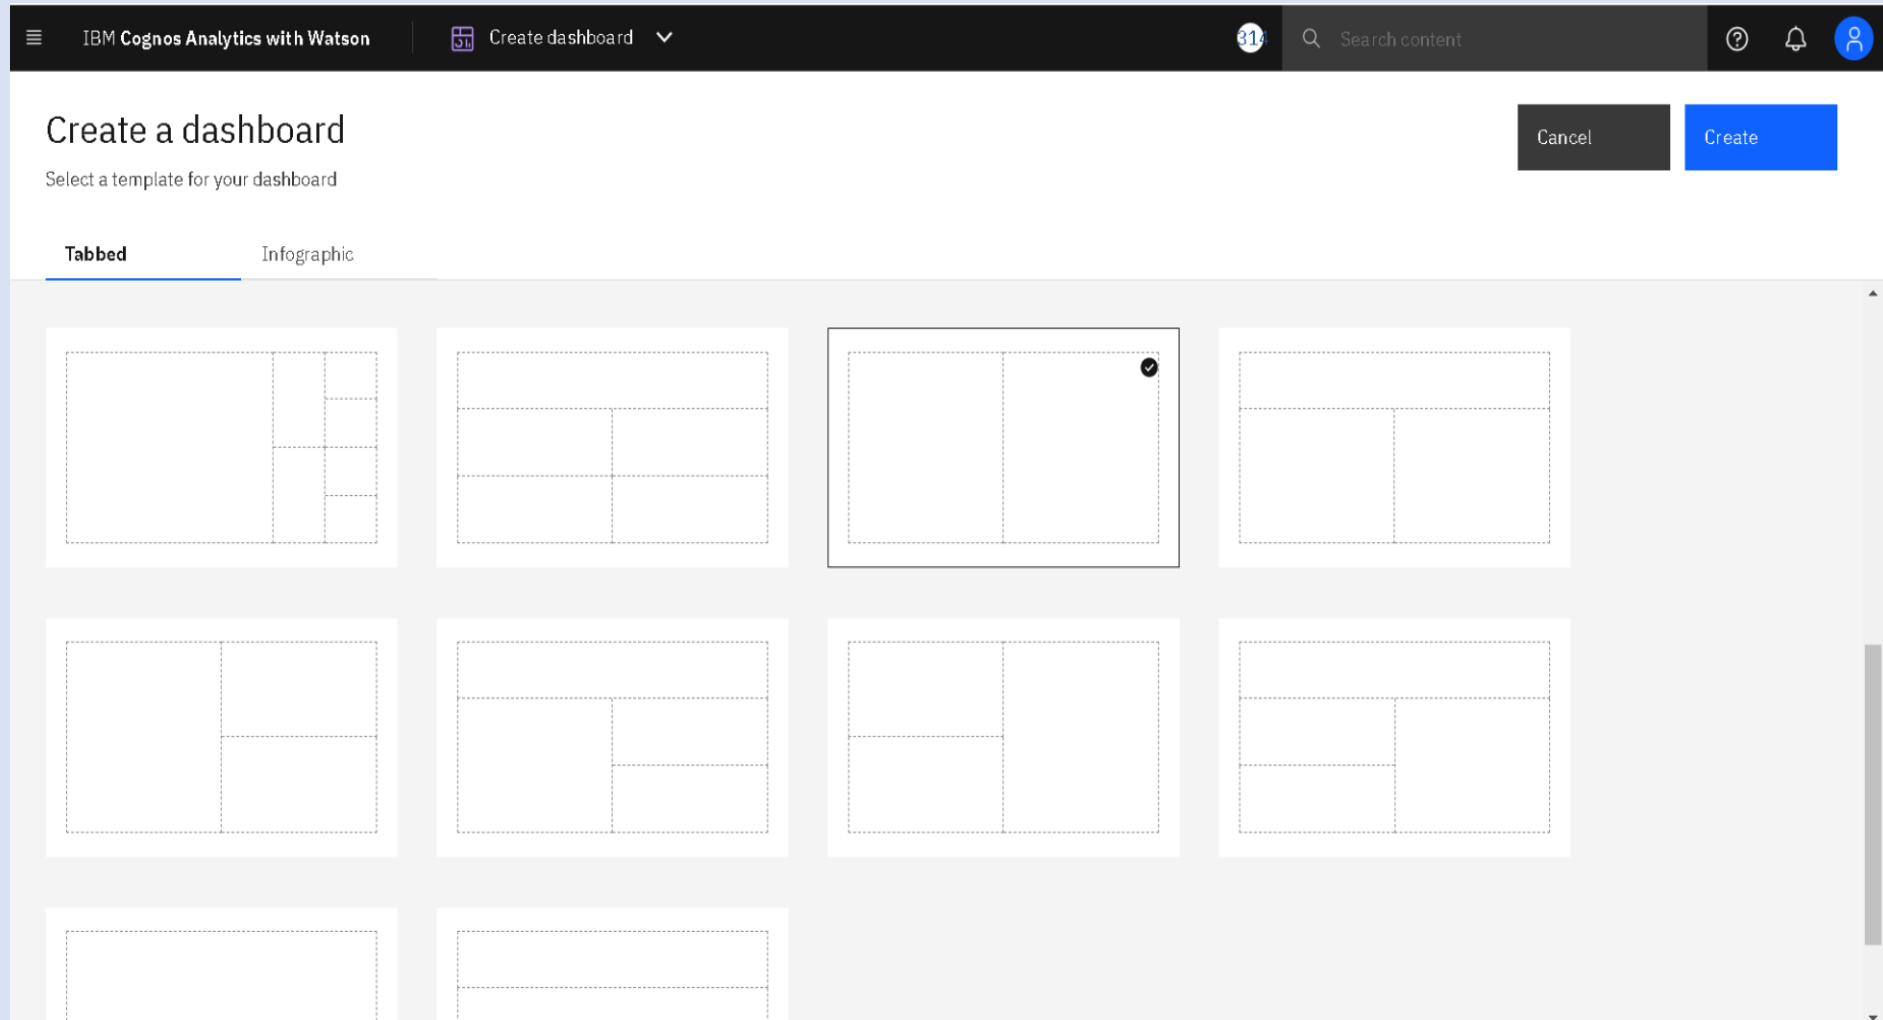 IBM Cognos Analytics with Watson
Create dashboard
314
Search content
Create a dashboard
Cancel
Create
Select a template for your dashboard
Tabbed
Infographic